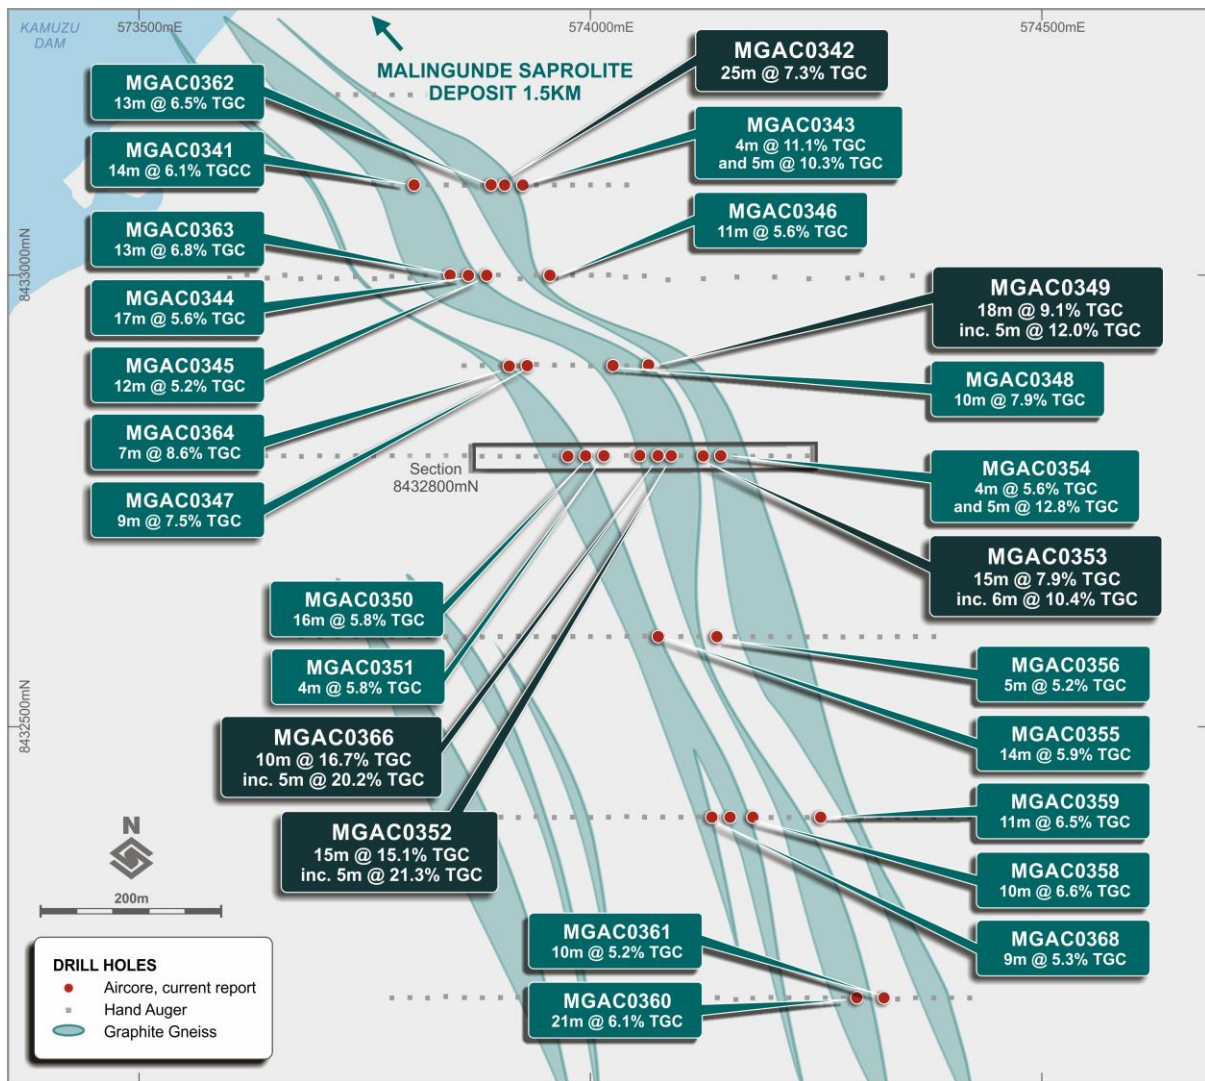 KAMUZU
DAM
573500mE
574000mE
574500mE
MALINGUNDE SAPROLITE
DEPOSIT 1.5KM
MGAC0342
25m @ 7.3% TGC
MGAC0362
13m @ 6.5% TGC
MGAC0343
4m @ 11.1% TGC
and 5m @ 10.3% TGC
MGAC0341
14m @ 6.1% TGCC
MGAC0346
11m @ 5.6% TGC
MGAC0363
13m @ 6.8% TGC
8433000mN
MGAC0349
18m @ 9.1% TGC
inc. 5m @ 12.0% TGC
MGAC0344
17m @ 5.6% TGC
MGAC0345
12m @ 5.2% TGC
MGAC0348
10m @ 7.9% TGC
MGAC0364
7m @ 8.6% TGC
Section
8432800mN
MGAC0354
4m @ 5.6% TGC
and 5m @ 12.8% TGC
MGAC0347
9m @ 7.5% TGC
MGAC0353
15m @ 7.9% TGC
inc. 6m @ 10.4% TGC
MGAC0350
16m @ 5.8% TGC
MGAC0351
4m @ 5.8% TGC
MGAC0356
5m @ 5.2% TGC
8432500mN
MGAC0366
10m @ 16.7% TGC
inc. 5m @ 20.2% TGC
MGAC0355
14m @ 5.9% TGC
MGAC0359
11m @ 6.5% TGC
MGAC0352
15m @ 15.1% TGC
inc. 5m @ 21.3% TGC
N
200m
MGAC0358
10m @ 6.6% TGC
MGAC0361
10m @ 5.2% TGC
MGAC0368
9m @ 5.3% TGC
MGAC0360
21m @ 6.1% TGC
DRILL HOLES
Aircore, current report
Hand Auger
Graphite Gneiss